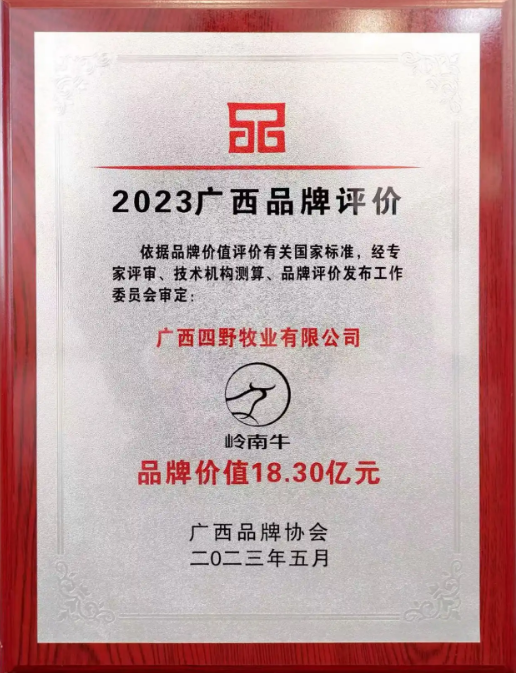 2023广西品牌评价
依据品牌价值评价有关国家标准，经专
家评审、技术机构测算、品牌评价发布工作
委员会审定：
广西四野牧业有限公司
岭南牛
品牌价值18.30亿元
广西品牌协会
二0二三年五月